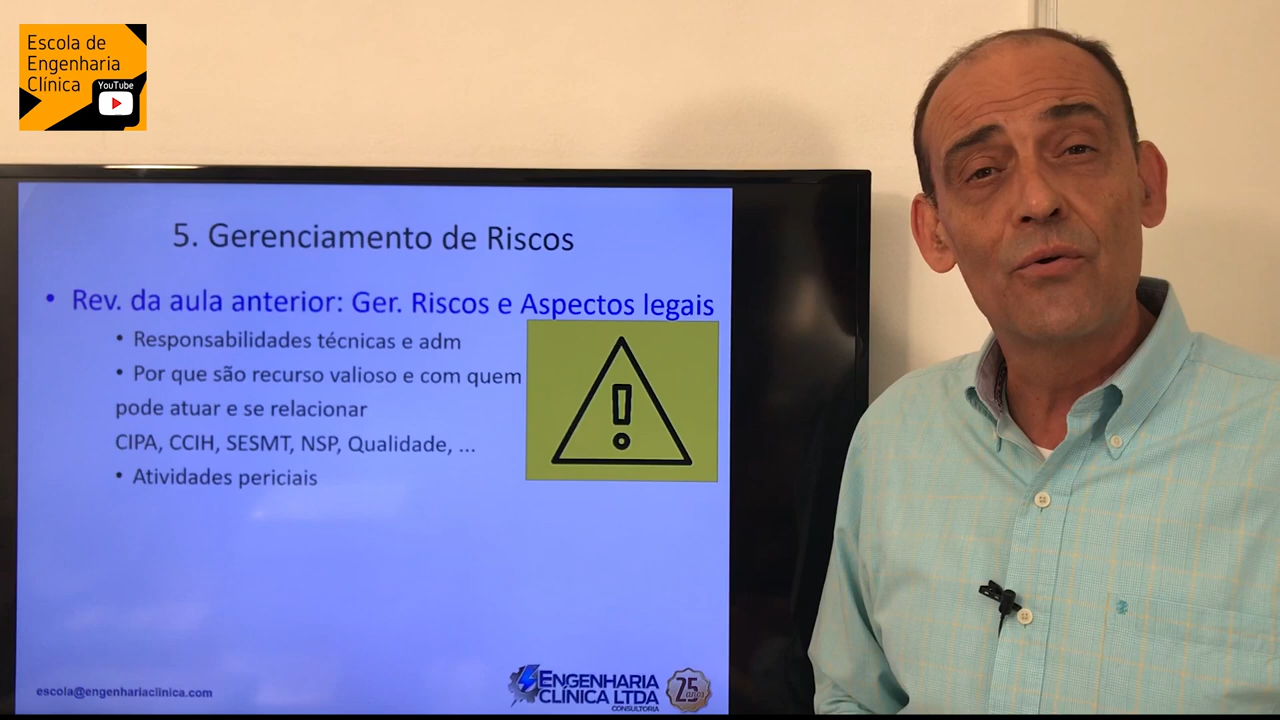 Escola de
Engenharia
Clínica
YouTube
5. Gerenciamento de Riscos
• Rev. da aula anterior: Ger. Riscos e Aspectos legais
• Responsabilidades técnicas e adm
• Por que são recurso valioso e com quem
pode atuar e se relacionar
CIPA, CCIH, SESMT, NSP, Qualidade, ...
• Atividades periciais
escola@engenhariaclinica.com
ENGENHARIA
CLÍNICA LTDA
CONSULTORIA
25
anos